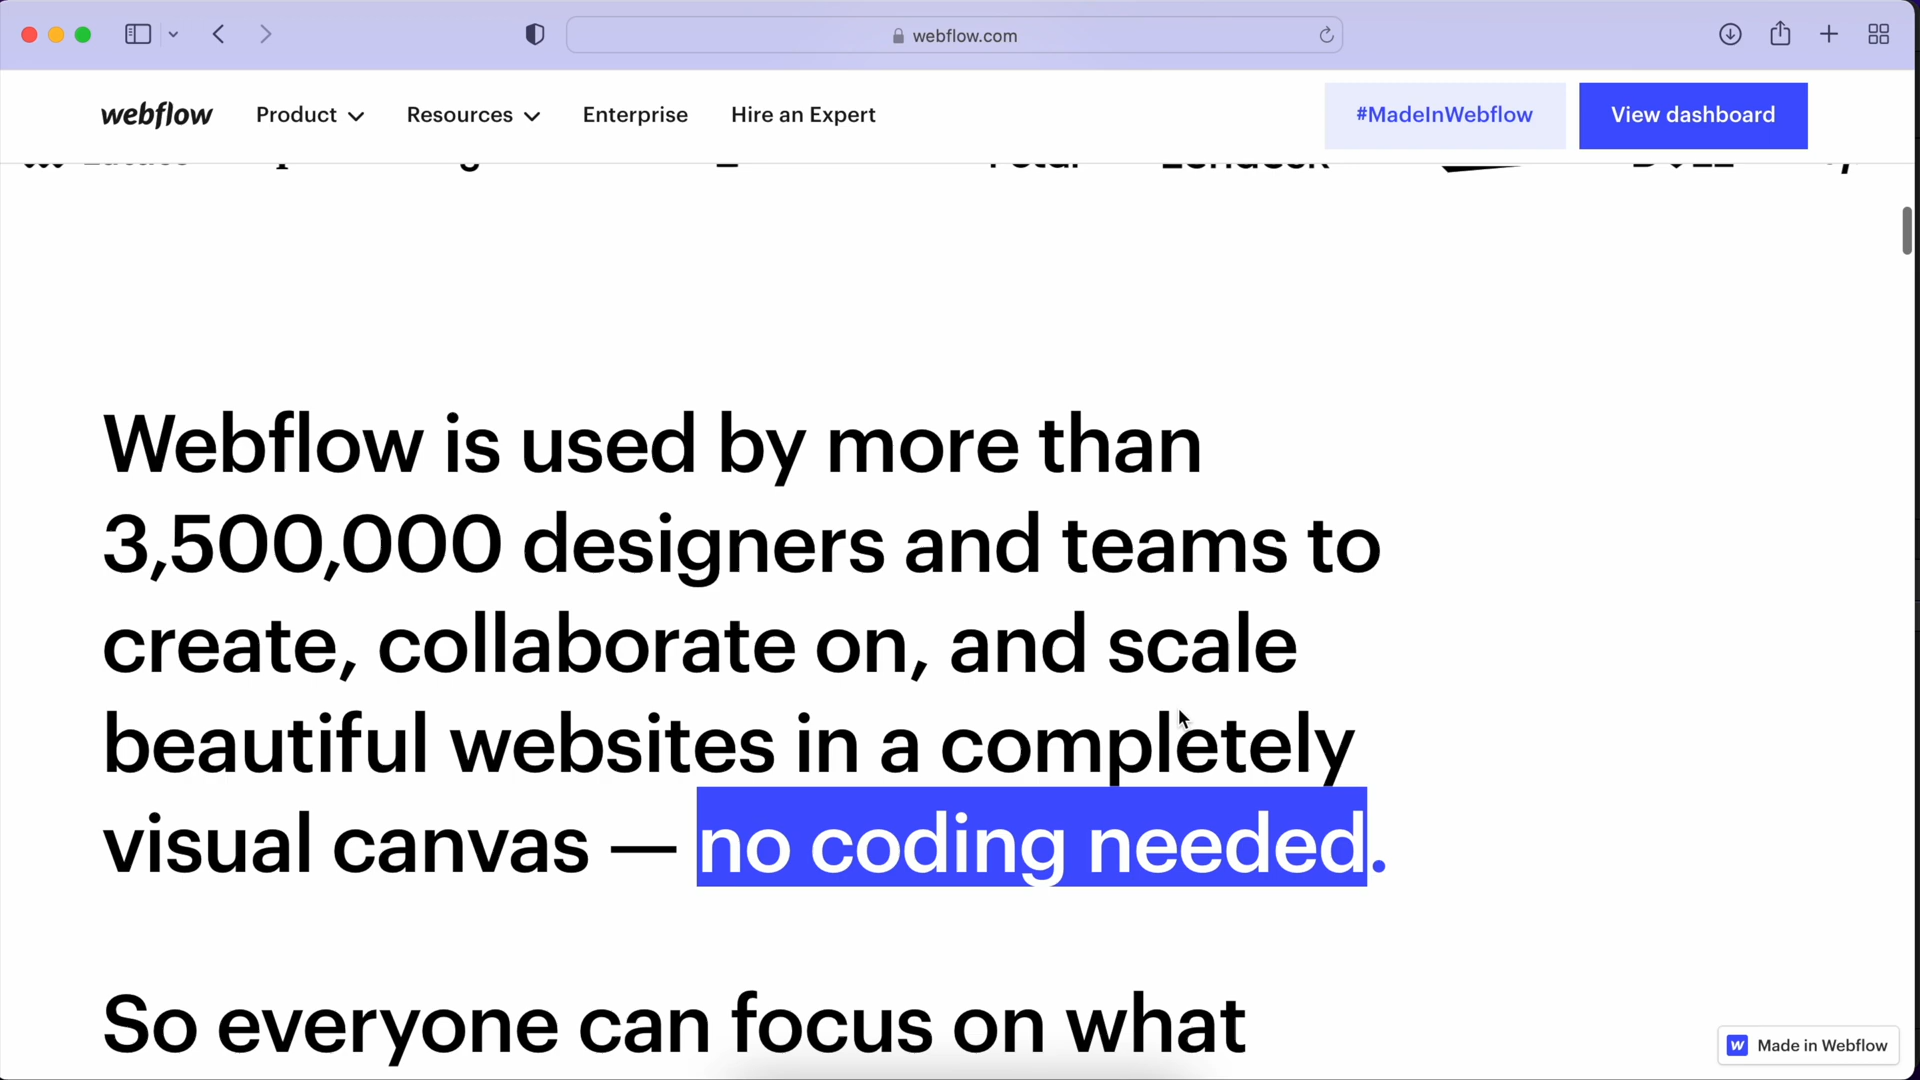 webflow.com
webflow Product Resources Enterprise Hire an Expert #MadeInWebflow View dashboard
Webflow is used by more than
3,500,000 designers and teams to
create, collaborate on, and scale
beautiful websites in a completely
visual canvas — no coding needed.
So everyone can focus on what
W Made in Webflow